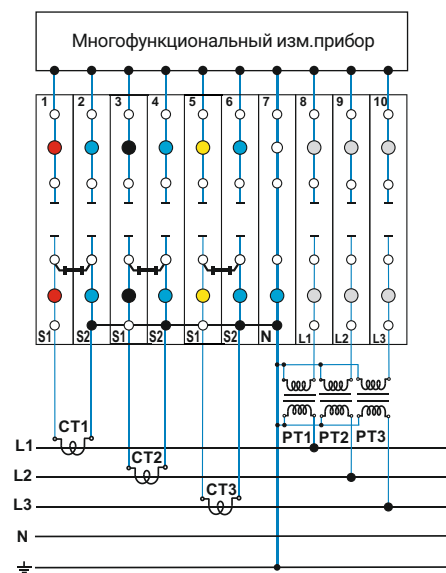 Многофункциональный изм.прибор
1 2 3 4 5 6 7 8 9 10
S1 S2 S1 S2 S1 S2 N L1 L2 L3
CT1 CT2 CT3 PT1 PT2 PT3
L1
L2
L3
N